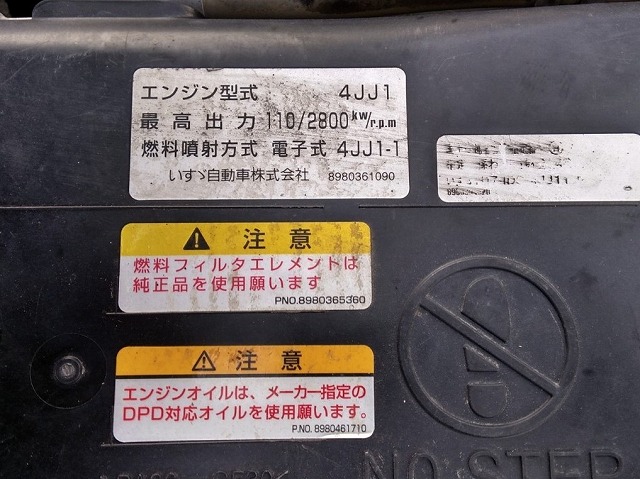 エンジン型式 4JJ1
最高出力 110/2800kw/r.p.m
燃料噴射方式 電子式 4JJ1-1
いすゞ自動車株式会社 8980361090
注意
燃料フィルタエレメントは
純正品を使用願います
PNO.8980365360
注意
エンジンオイルは、メーカー指定の
DPD対応オイルを使用願います。
P.NO. 8980461710
NO STEP